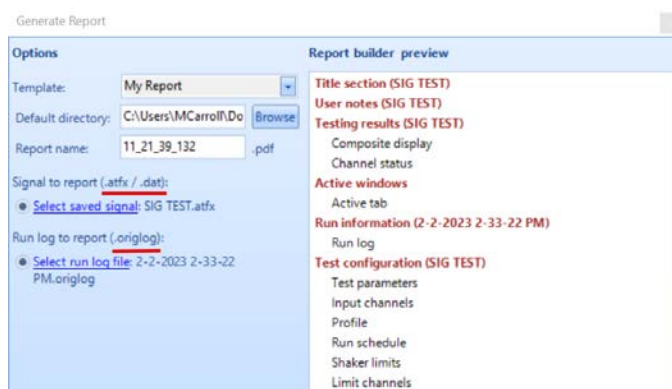 Generate Report
Options
Template:
My Report
Default directory:
C:\Users\MCarroll\Do
Browse
Report name:
11_21_39_132
.pdf
Signal to report (.atfx / .dat):
Select saved signal: SIG TEST.atfx
Run log to report (.origlog):
Select run log file: 2-2-2023 2-33-22
PM.origlog
Report builder preview
Title section (SIG TEST)
User notes (SIG TEST)
Testing results (SIG TEST)
Composite display
Channel status
Active windows
Active tab
Run information (2-2-2023 2-33-22 PM)
Run log
Test configuration (SIG TEST)
Test parameters
Input channels
Profile
Run schedule
Shaker limits
Limit channels